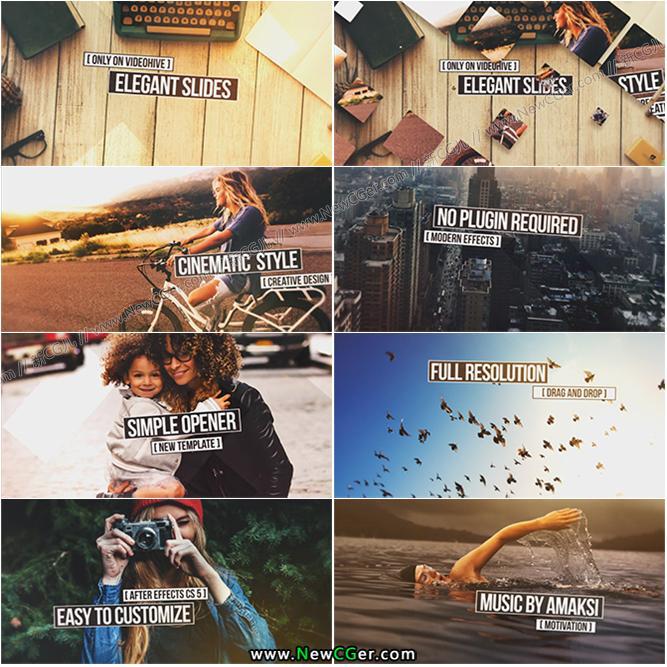 [ ONLY ON VIDEOHIVE ]
ELEGANT SLIDES
[ ONLY ON VIDEOHIVE ]
ELEGANT SLIDES
STYLE
CINEMATIC STYLE
[ CREATIVE DESIGN
NO PLUGIN REQUIRED
[ MODERN EFFECTS ]
SIMPLE OPENER
[ NEW TEMPLATE ]
FULL RESOLUTION
[ DRAG AND DROP ]
[ AFTER EFFECTS CS 5 ]
EASY TO CUSTOMIZE
MUSIC BY AMAKSI
[ MOTIVATION ]
www.NewCGer.com